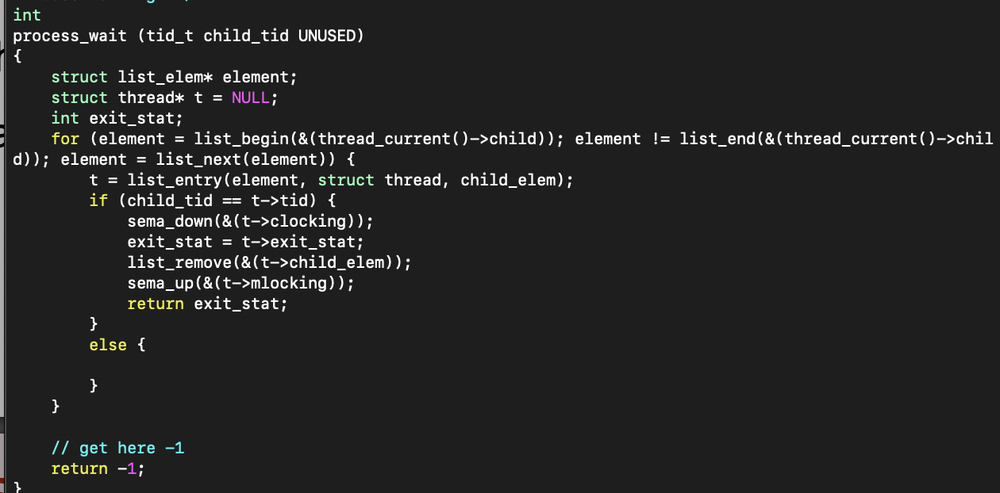 int
process_wait (tid_t child_tid UNUSED)
{
    struct list_elem* element;
    struct thread* t = NULL;
    int exit_stat;
    for (element = list_begin(&(thread_current()->child)); element != list_end(&(thread_current()->chil
d)); element = list_next(element)) {
        t = list_entry(element, struct thread, child_elem);
        if (child_tid == t->tid) {
            sema_down(&(t->clocking));
            exit_stat = t->exit_stat;
            list_remove(&(t->child_elem));
            sema_up(&(t->mlocking));
            return exit_stat;
        }
        else {

        }
    }

    // get here -1
    return -1;
}